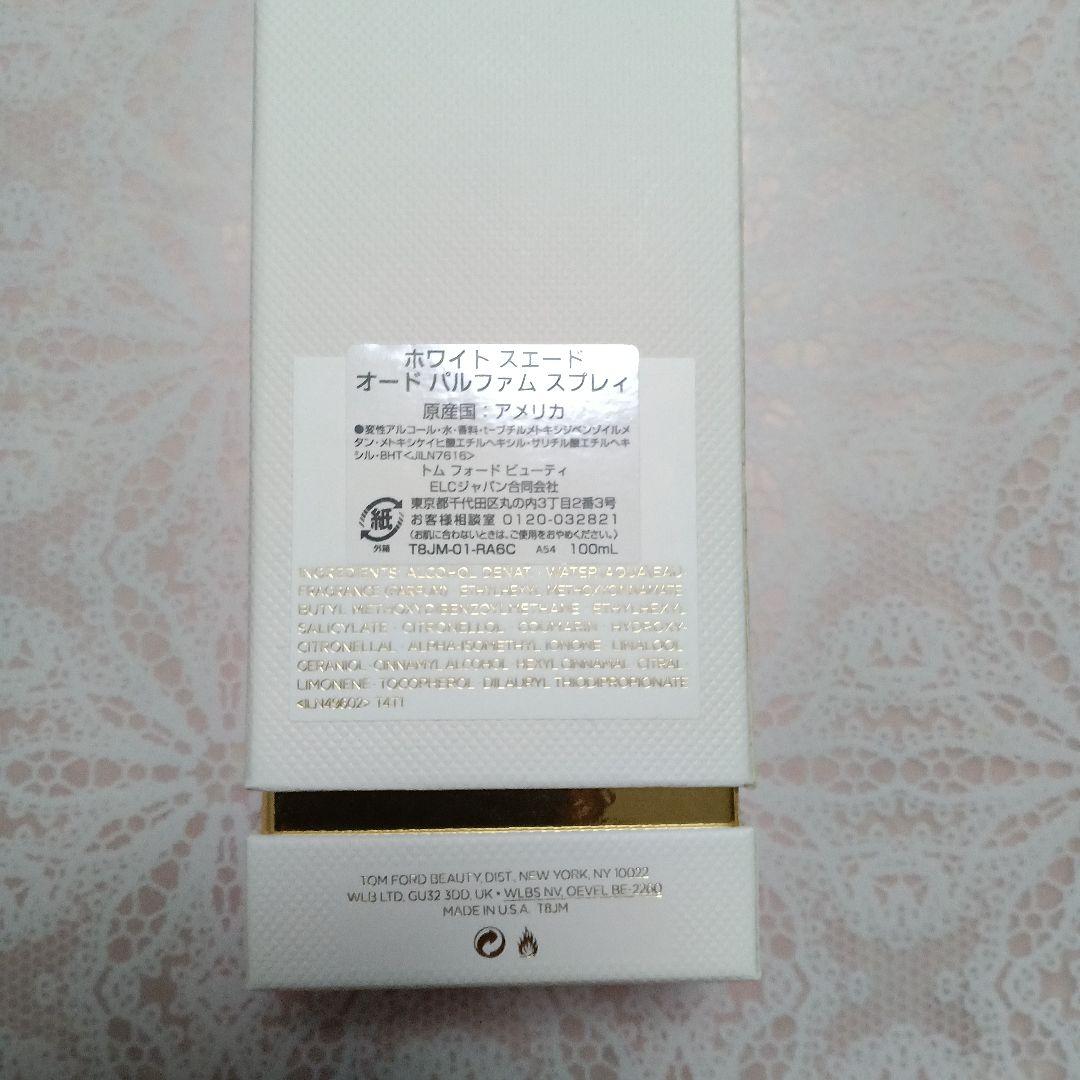 ホワイト スエード
オード パルファム スプレィ
原産国：アメリカ
●変性アルコール・水・香料・t-ブチルメトキシジベンゾイルメ
タン・メトキシケイヒ酸エチルヘキシル・サリチル酸エチルヘキ
シル・BHT<JILN7616>
トム フォード ビューティ
ELCジャパン合同会社
東京都千代田区丸の内3丁目2番3号
紙 お客様相談室 0120-032821
(お肌に合わないときは、ご使用をおやめください。)
外箱 T8JM-01-RA6C A54 100mL
INGREDIENTS: ALCOHOL DENAT · WATER\AQUA\EAU
FRAGRANCE (PARFUM) · ETHYLHEXYL METHOXYCINNAMATE
BUTYL METHOXYDIBENZOYLMETHANE · ETHYLHEXYL
SALICYLATE · CITRONELLOL · COUMARIN · HYDROXY-
CITRONELLAL · ALPHA-ISOMETHYL IONONE · LINALOOL
GERANIOL · CINNAMYL ALCOHOL · HEXYL CINNAMAL · CITRAL
LIMONENE · TOCOPHEROL · DILAURYL THIODIPROPIONATE
<ILN49602> T4T1
TOM FORD BEAUTY, DIST., NEW YORK, NY 10022
WLB LTD. GU32 3DD, UK • WLBS NV, OEVEL BE-2260
MADE IN U.S.A. T8JM